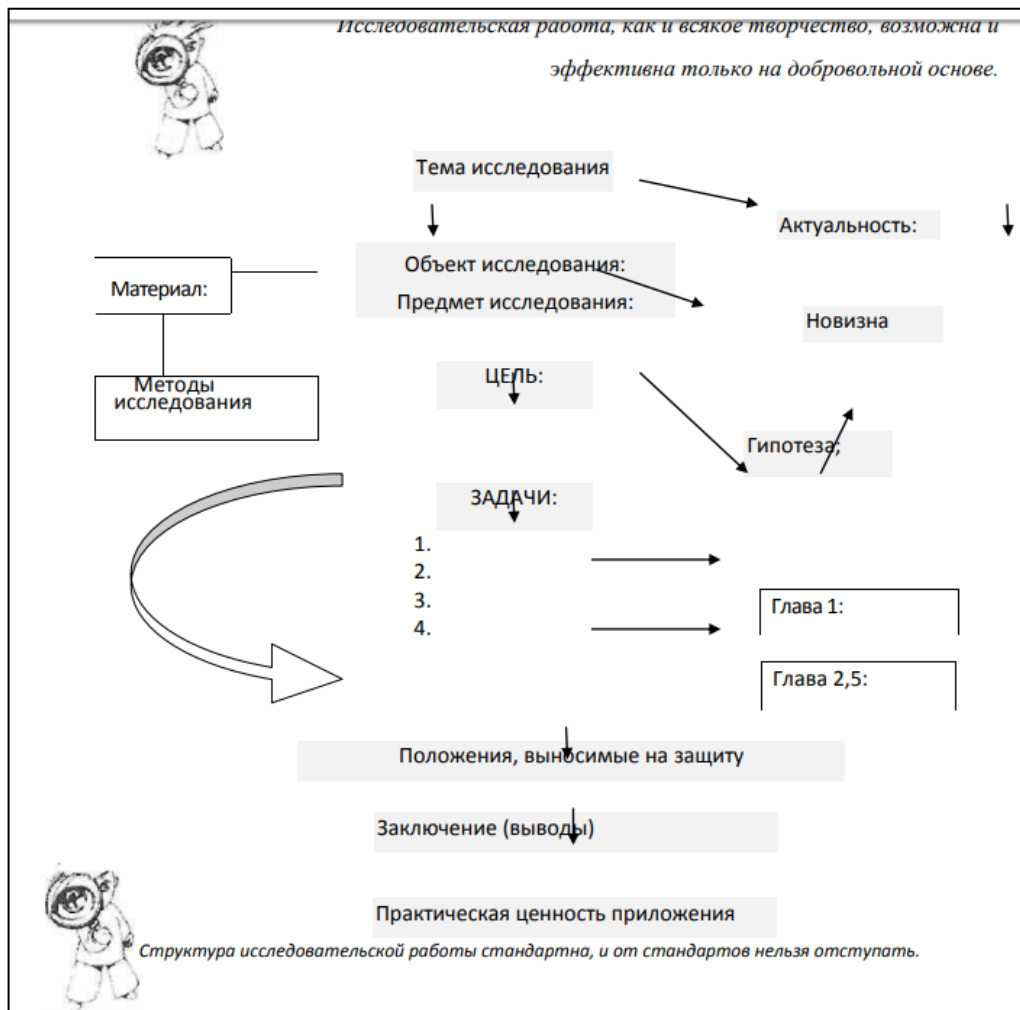 Исследовательская работа, как и всякое творчество, возможна и
эффективна только на добровольной основе.
Тема исследования
Актуальность:
Объект исследования:
Предмет исследования:
Материал:
Новизна
Методы
исследования
ЦЕЛЬ:
Гипотеза;
ЗАДАЧИ:
1.
2.
3.
4.
Глава 1:
Глава 2,5:
Положения, выносимые на защиту
Заключение (выводы)
Практическая ценность приложения
Структура исследовательской работы стандартна, и от стандартов нельзя отступать.